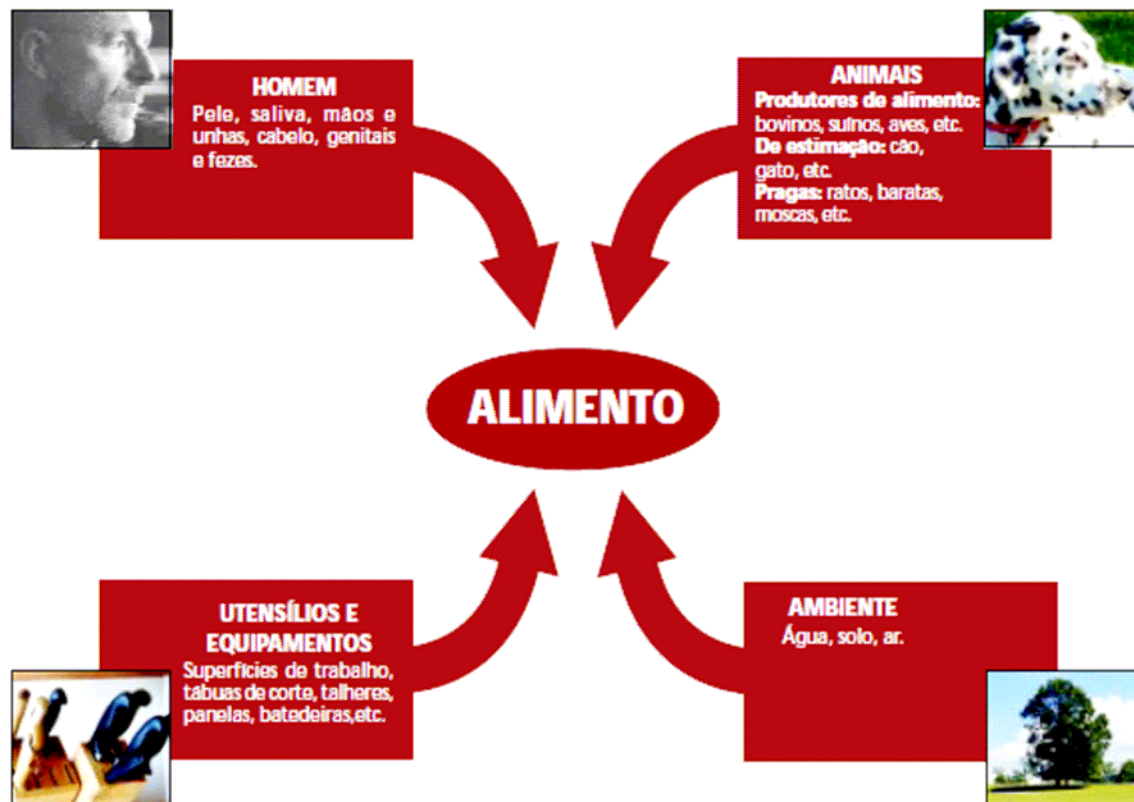 HOMEM
Pele, saliva, mãos e
unhas, cabelo, genitais
e fezes.
ANIMAIS
Produtores de alimento:
bovinos, suínos, aves, etc.
De estimação: cão,
gato, etc.
Pragas: ratos, baratas,
moscas, etc.
ALIMENTO
UTENSÍLIOS E
EQUIPAMENTOS
Superfícies de trabalho,
tábuas de corte, talheres,
panelas, batedeiras,etc.
AMBIENTE
Água, solo, ar.